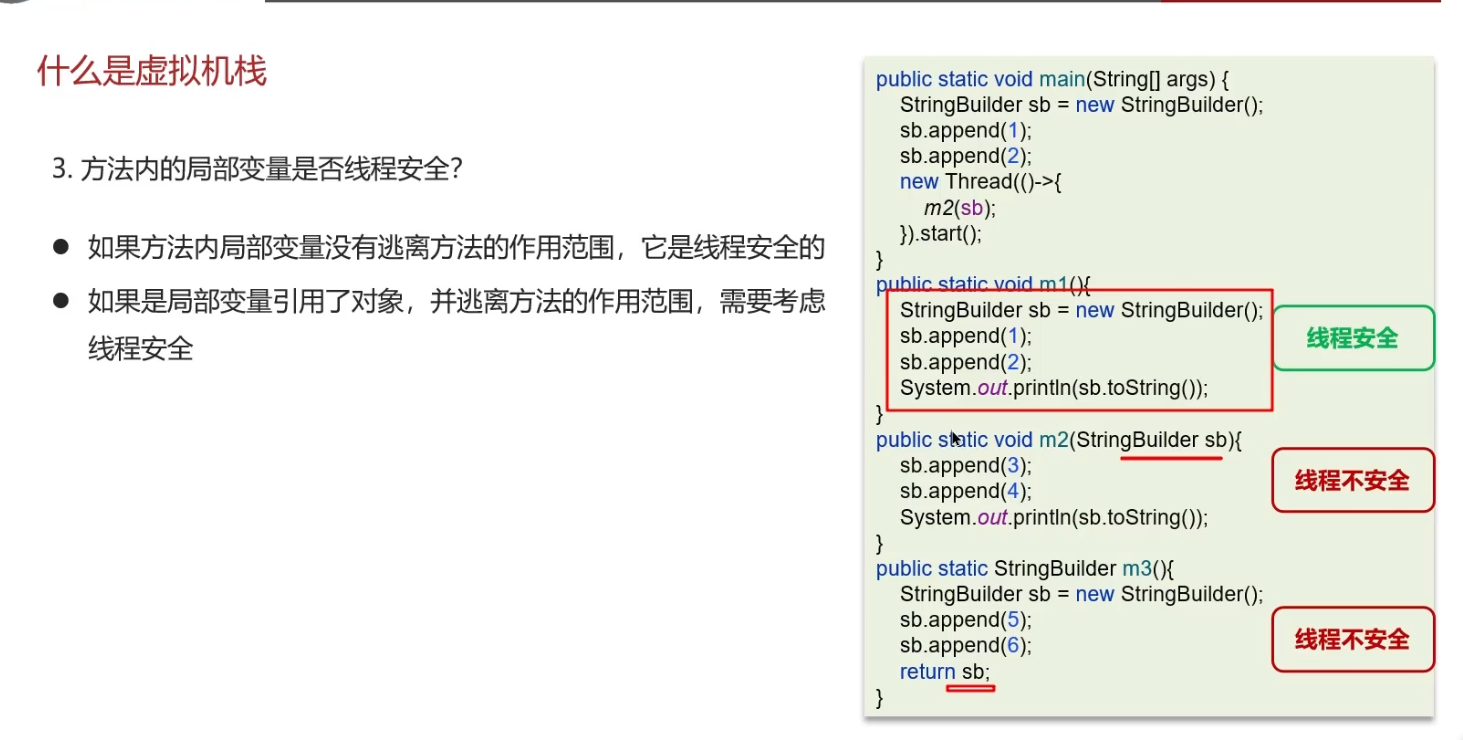 什么是虚拟机栈
3. 方法内的局部变量是否线程安全？
● 如果方法内局部变量没有逃离方法的作用范围，它是线程安全的
● 如果是局部变量引用了对象，并逃离方法的作用范围，需要考虑
线程安全
public static void main(String[] args) {
StringBuilder sb = new StringBuilder();
sb.append(1);
sb.append(2);
new Thread(()->{
m2(sb);
}).start();
}
public static void m1(){
StringBuilder sb = new StringBuilder();
sb.append(1);
sb.append(2);
System.out.println(sb.toString());
}
线程安全
public static void m2(StringBuilder sb){
sb.append(3);
sb.append(4);
System.out.println(sb.toString());
}
线程不安全
public static StringBuilder m3(){
StringBuilder sb = new StringBuilder();
sb.append(5);
sb.append(6);
return sb;
}
线程不安全